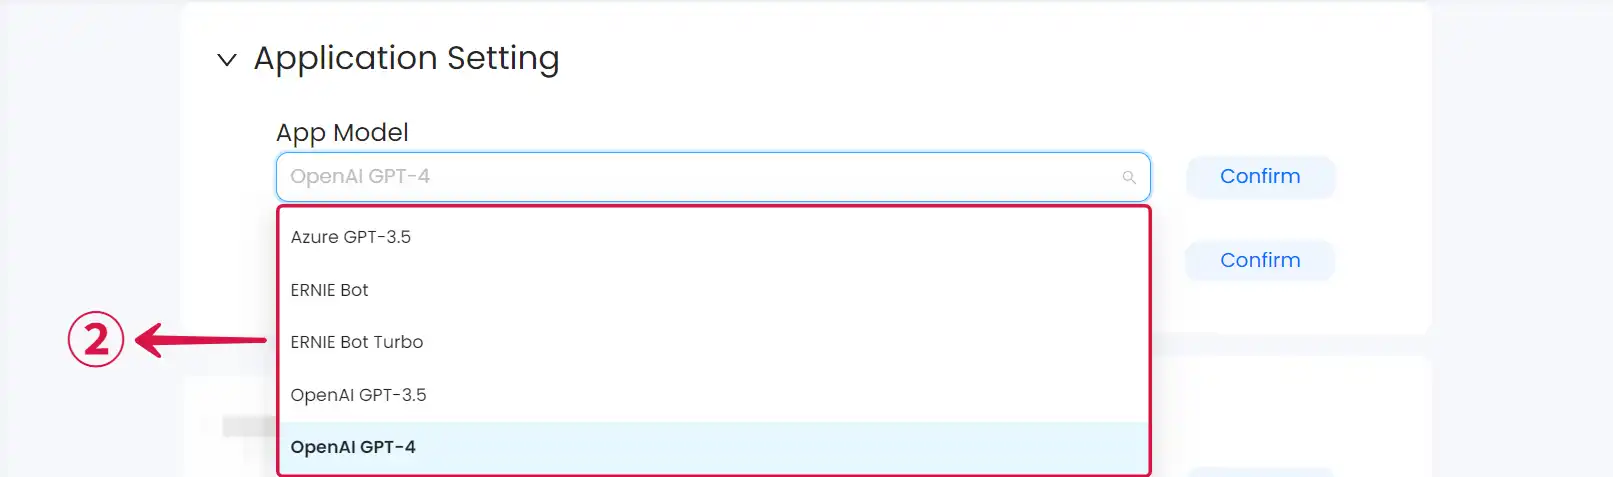 Application Setting
App Model
OpenAI GPT-4
Confirm
Azure GPT-3.5
Confirm
ERNIE Bot
2
ERNIE Bot Turbo
OpenAI GPT-3.5
OpenAI GPT-4